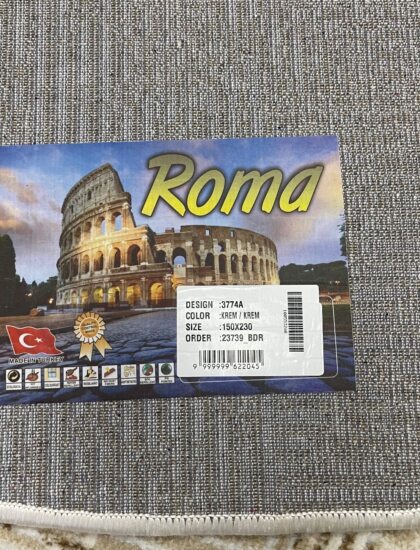 Roma
DESIGN :3774A
COLOR :KREM / KREM
SIZE :150X230
ORDER :23739_BDR
9 999999 622045
MADE IN TURKEY